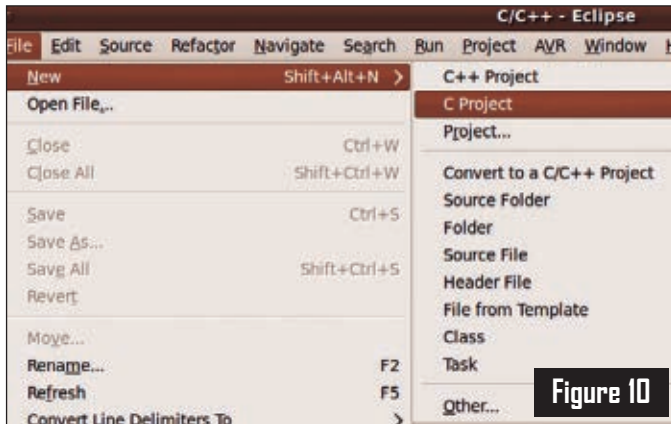 C/C++ - Eclipse
File Edit Source Refactor Navigate Search Run Project AVR Window
New Shift+Alt+N >
Open File...
Close Ctrl+W
Close All Shift+Ctrl+W
Save Ctrl+S
Save As...
Save All Shift+Ctrl+S
Revert
Move...
Rename... F2
Refresh F5
Convert Line Delimiters To >
C++ Project
C Project
Project...
Convert to a C/C++ Project
Source Folder
Folder
Source File
Header File
File from Template
Class
Task
Other...
Figure 10